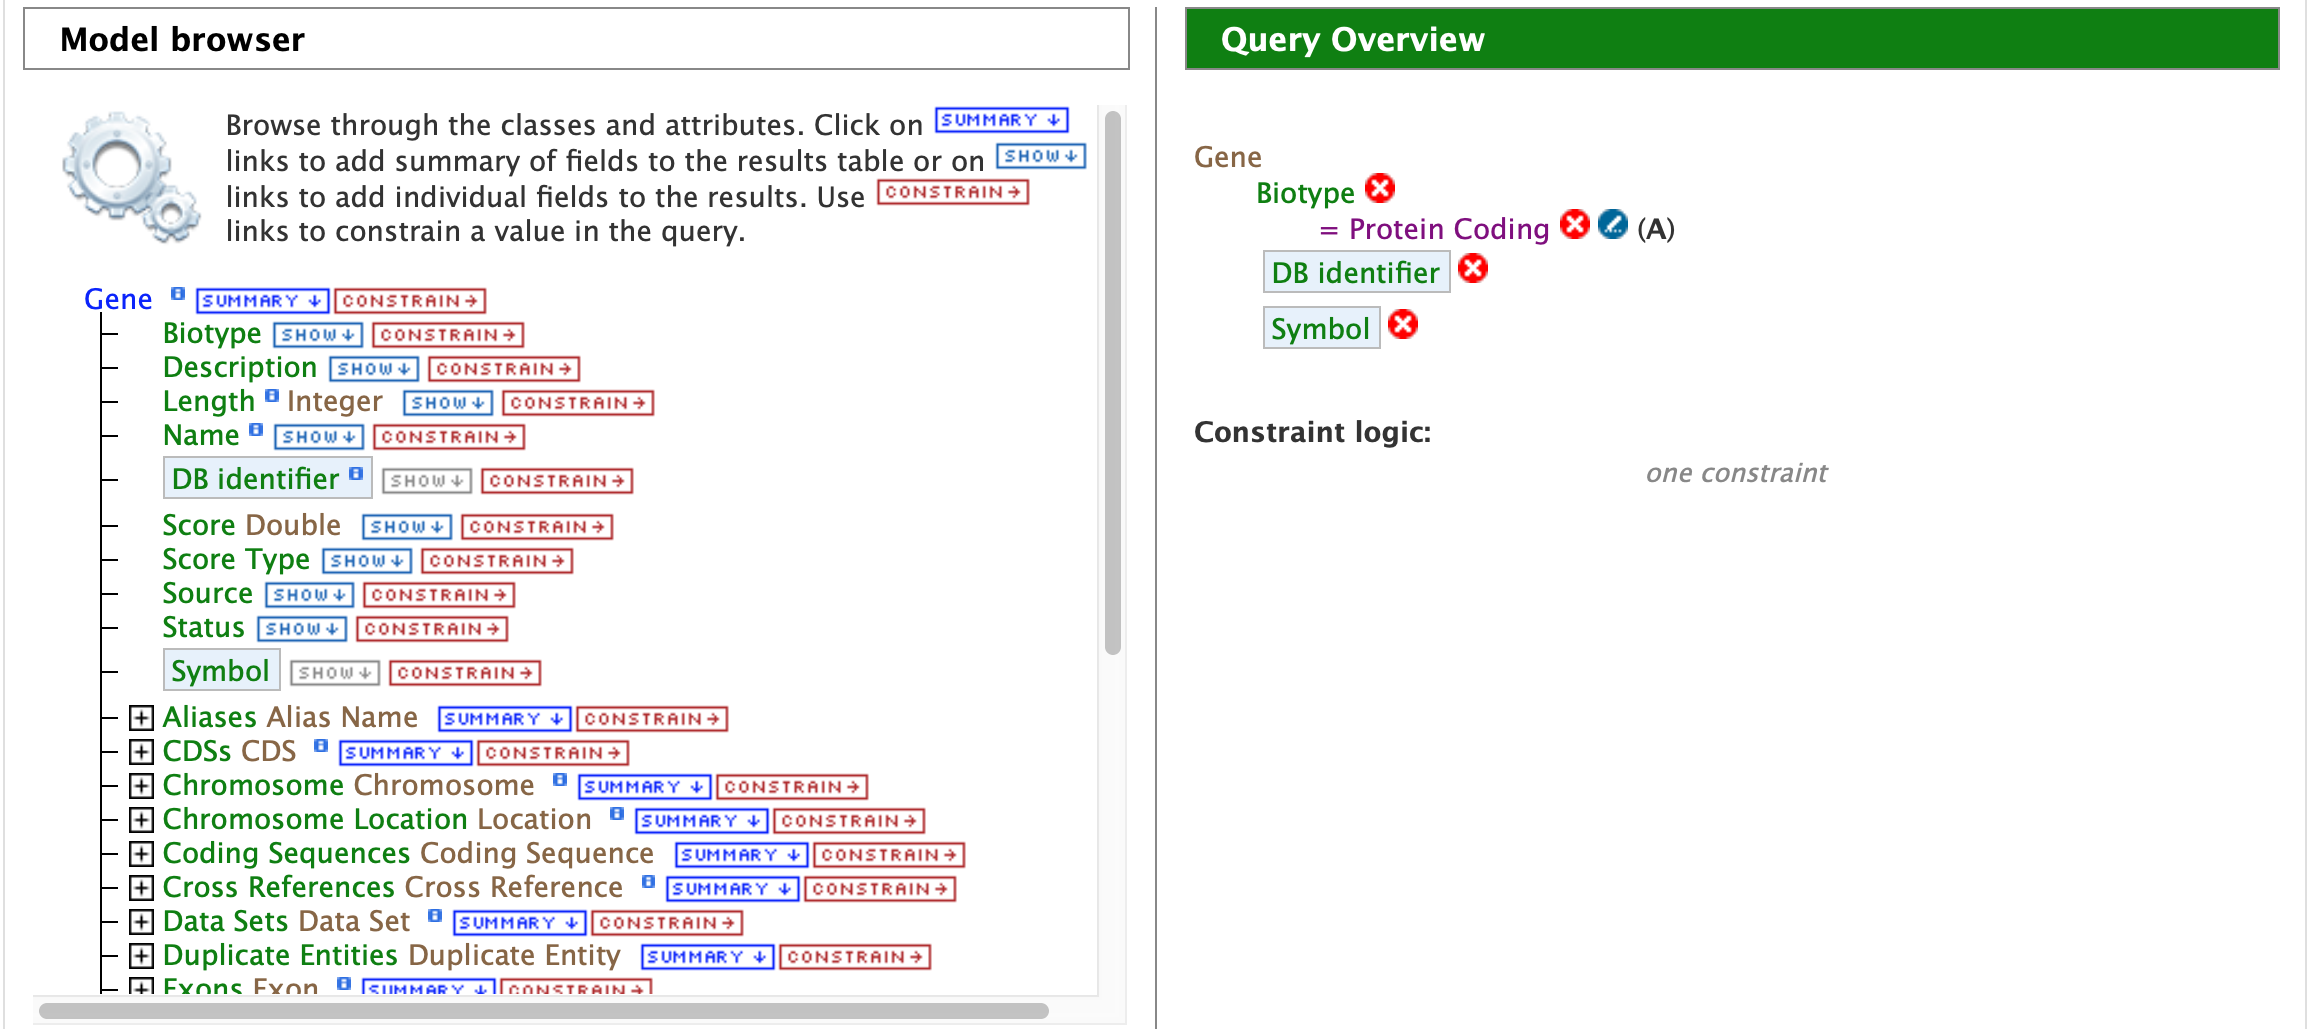 Model browser
Browse through the classes and attributes. Click on SUMMARY ↓
links to add summary of fields to the results table or on SHOW ↓
links to add individual fields to the results. Use CONSTRAIN →
links to constrain a value in the query.
Gene SUMMARY ↓ CONSTRAIN →
Biotype SHOW ↓ CONSTRAIN →
Description SHOW ↓ CONSTRAIN →
Length Integer SHOW ↓ CONSTRAIN →
Name SHOW ↓ CONSTRAIN →
DB identifier SHOW ↓ CONSTRAIN →
Score Double SHOW ↓ CONSTRAIN →
Score Type SHOW ↓ CONSTRAIN →
Source SHOW ↓ CONSTRAIN →
Status SHOW ↓ CONSTRAIN →
Symbol SHOW ↓ CONSTRAIN →
Aliases Alias Name SUMMARY ↓ CONSTRAIN →
CDSs CDS SUMMARY ↓ CONSTRAIN →
Chromosome Chromosome SUMMARY ↓ CONSTRAIN →
Chromosome Location Location SUMMARY ↓ CONSTRAIN →
Coding Sequences Coding Sequence SUMMARY ↓ CONSTRAIN →
Cross References Cross Reference SUMMARY ↓ CONSTRAIN →
Data Sets Data Set SUMMARY ↓ CONSTRAIN →
Duplicate Entities Duplicate Entity SUMMARY ↓ CONSTRAIN →
Exons Exon SUMMARY ↓ CONSTRAIN →
Query Overview
Gene
Biotype
= Protein Coding (A)
DB identifier
Symbol
Constraint logic:
one constraint